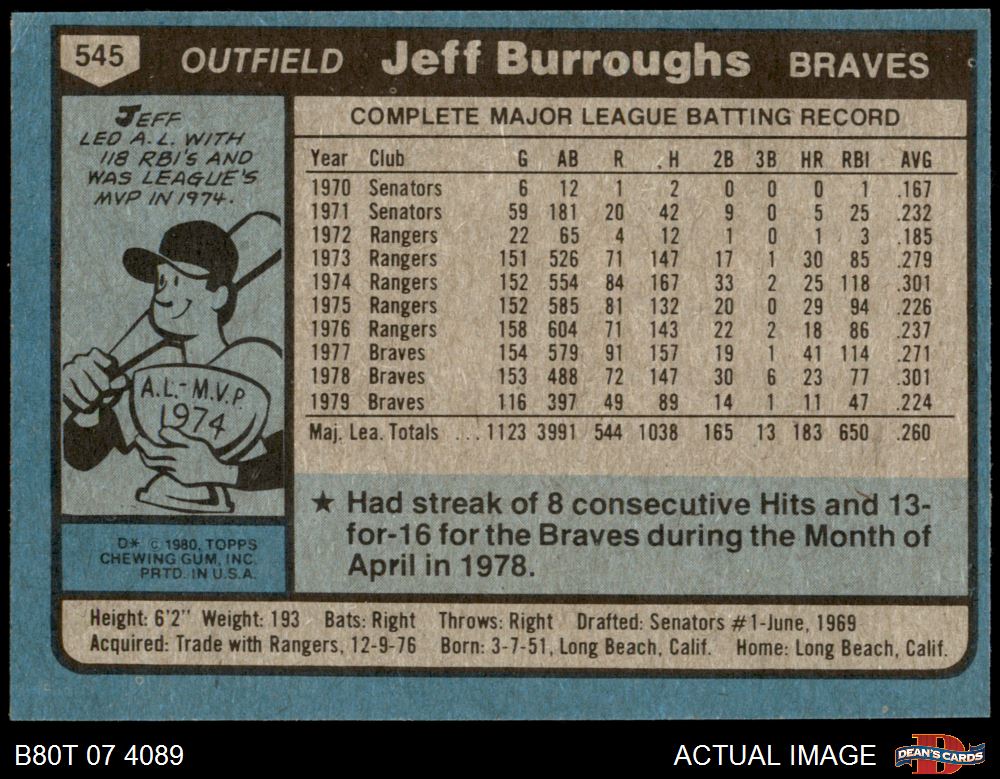 545 OUTFIELD Jeff Burroughs BRAVES
JEFF
LED A.L. WITH
118 RBI'S AND
WAS LEAGUE'S
MVP IN 1974.
A.L.-M.V.P.
1974
D* © 1980, TOPPS
CHEWING GUM, INC.
PRTD. IN U.S.A.
COMPLETE MAJOR LEAGUE BATTING RECORD
Year Club G AB R H 2B 3B HR RBI AVG
1970 Senators 6 12 1 2 0 0 0 1 .167
1971 Senators 59 181 20 42 9 0 5 25 .232
1972 Rangers 22 65 4 12 1 0 1 3 .185
1973 Rangers 151 526 71 147 17 1 30 85 .279
1974 Rangers 152 554 84 167 33 2 25 118 .301
1975 Rangers 152 585 81 132 20 0 29 94 .226
1976 Rangers 158 604 71 143 22 2 18 86 .237
1977 Braves 154 579 91 157 19 1 41 114 .271
1978 Braves 153 488 72 147 30 6 23 77 .301
1979 Braves 116 397 49 89 14 1 11 47 .224
Maj. Lea. Totals ... 1123 3991 544 1038 165 13 183 650 .260
★ Had streak of 8 consecutive Hits and 13-
for-16 for the Braves during the Month of
April in 1978.
Height: 6'2" Weight: 193 Bats: Right Throws: Right Drafted: Senators #1-June, 1969
Acquired: Trade with Rangers, 12-9-76 Born: 3-7-51, Long Beach, Calif. Home: Long Beach, Calif.
B80T 07 4089 ACTUAL IMAGE D DEAN'S CARDS